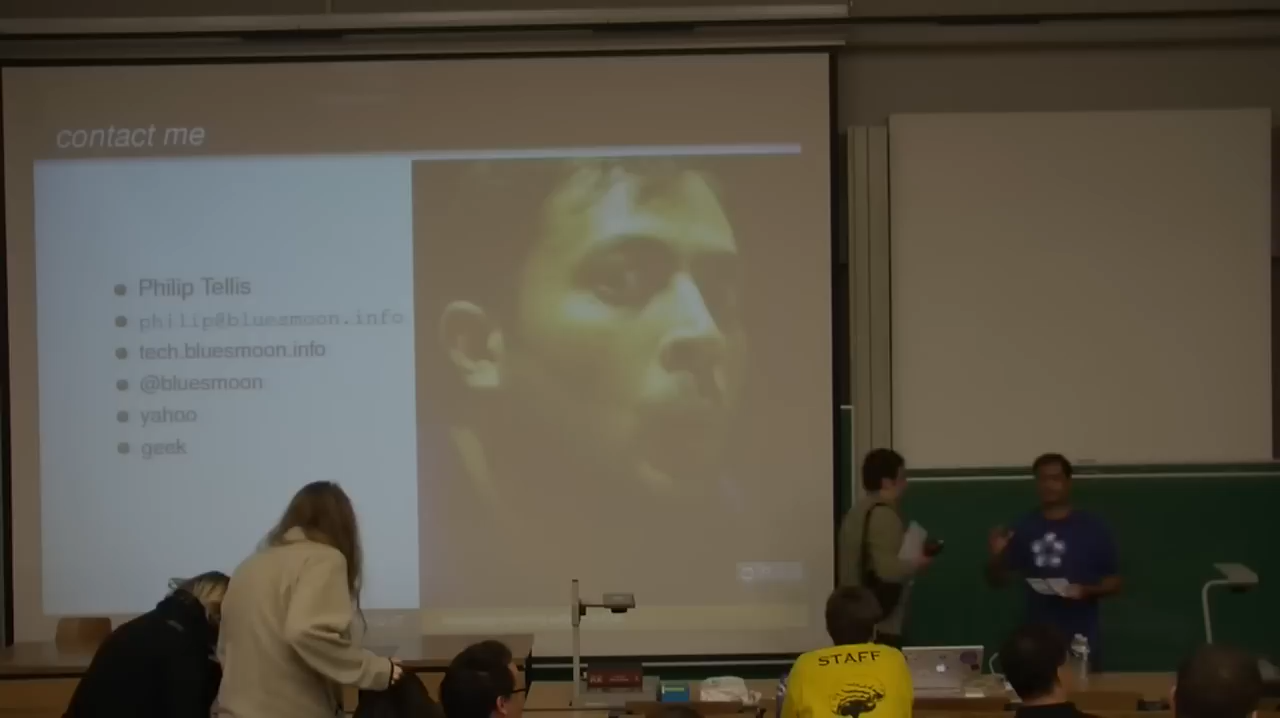 contact me
Philip Tellis
philip@bluesmoon.info
tech.bluesmoon.info
@bluesmoon
yahoo
geek
STAFF